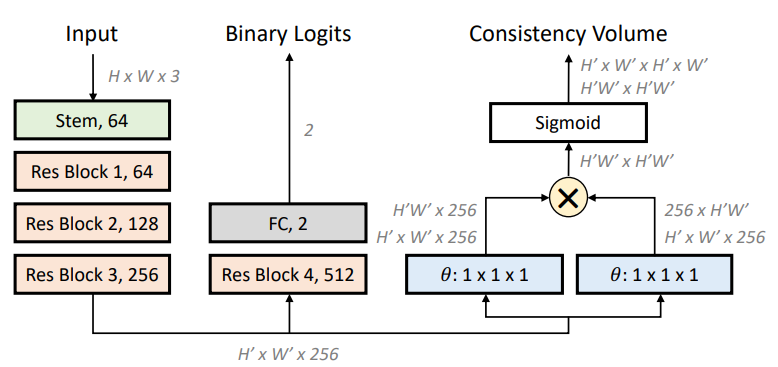 Input
Binary Logits
Consistency Volume
H x W x 3
H' x W' x H' x W'
H'W' x H'W'
Stem, 64
Sigmoid
2
Res Block 1, 64
H'W' x H'W'
Res Block 2, 128
FC, 2
H'W' x 256
H' x W' x 256
256 x H'W'
H' x W' x 256
Res Block 3, 256
Res Block 4, 512
θ: 1 x 1 x 1
θ: 1 x 1 x 1
H' x W' x 256